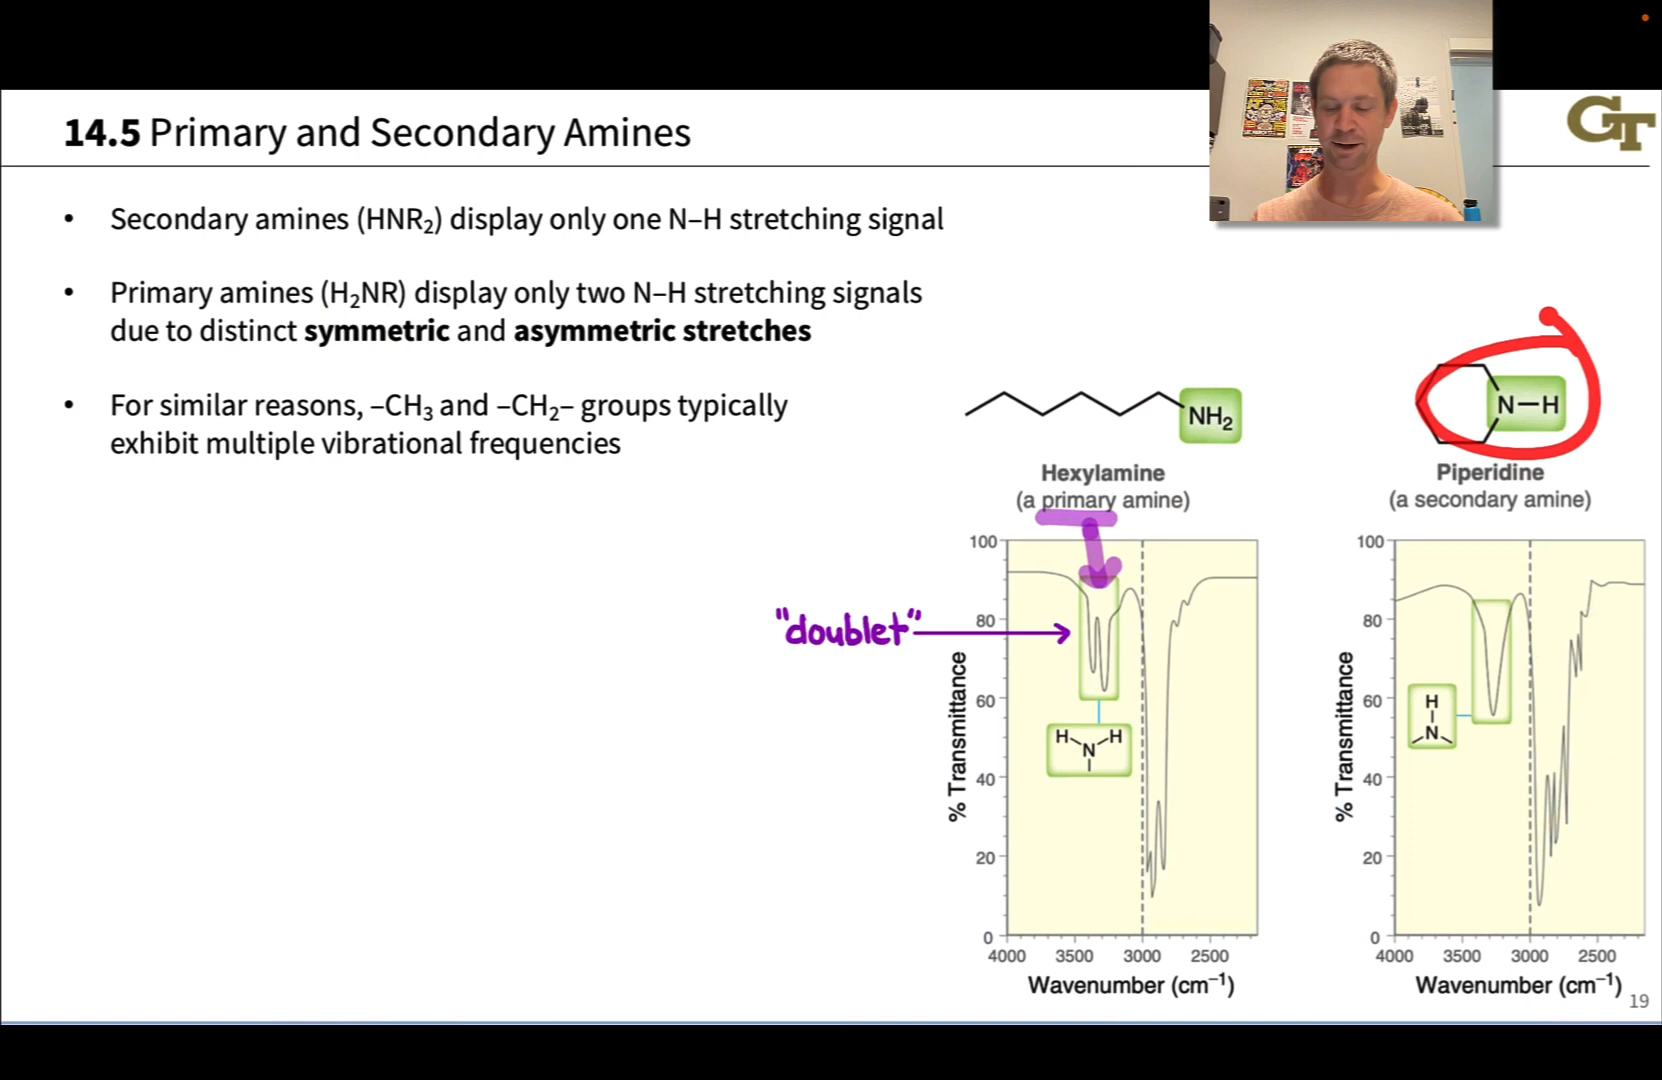 GT
14.5 Primary and Secondary Amines
• Secondary amines (HNR₂) display only one N–H stretching signal
• Primary amines (H₂NR) display only two N–H stretching signals
due to distinct symmetric and asymmetric stretches
• For similar reasons, –CH₃ and –CH₂– groups typically
exhibit multiple vibrational frequencies
NH₂
Hexylamine
(a primary amine)
"doublet"
% Transmittance
100
80
60
40
20
0
H H
N
4000 3500 3000 2500
Wavenumber (cm⁻¹)
N–H
Piperidine
(a secondary amine)
% Transmittance
100
80
60
40
20
0
H
N
4000 3500 3000 2500
Wavenumber (cm⁻¹)
19